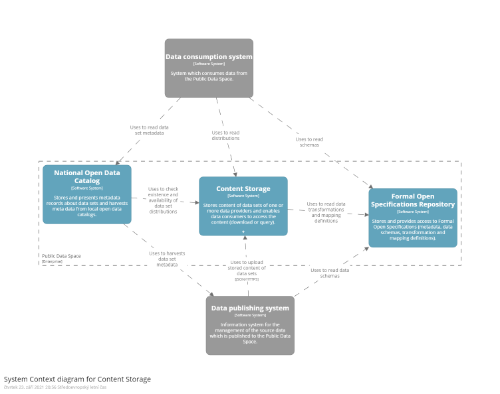 Data consumption system
[Software System]
System which consumes data from
the Public Data Space.
Uses to read data
set metadata
Uses to read
distributions
Uses to read
schemas
National Open Data
Catalog
[Software System]
Stores and presents metadata
records about data sets and harvests
meta data from local open data
catalogs.
Uses to check
existence and
availability of
data set
distributions
Content Storage
[Software System]
Stores content of data sets of one or
more data providers and enables
data consumers to access the
content (download or query).
Uses to read data
transformations
and mapping
definitions
Formal Open
Specifications Repository
[Software System]
Stores and provides access to Formal
Open Specifications (metadata, data
schemas, transformation and
mapping definitions).
Public Data Space
[Enterprise]
Uses to harvests
data set
metadata
Uses to upload
stored content of
data sets
Uses to read data
schemas
Data publishing system
[Software System]
Information system for the
management of the source data
which is published to the Public Data
Space.
System Context diagram for Content Storage